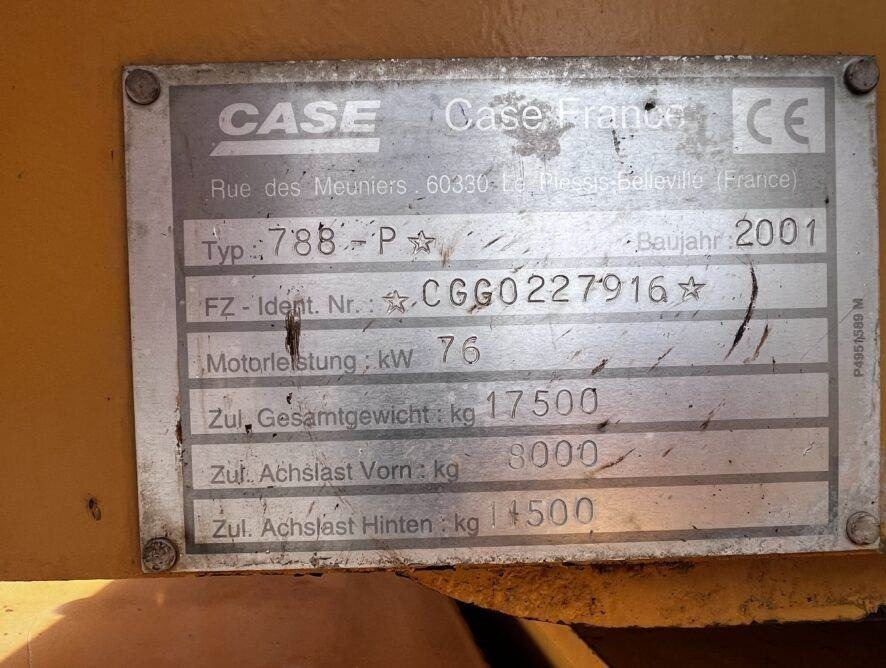 CASE Case France CE
Rue des Meuniers . 60330 Le Plessis-Belleville (France)
Typ : 788-P☆ Baujahr : 2001
FZ - Ident. Nr. : ☆CGG0227916☆
Motorleistung : kW 76
Zul. Gesamtgewicht : kg 17500
Zul. Achslast Vorn : kg 8000
Zul. Achslast Hinten : kg 11500
P4951589 M